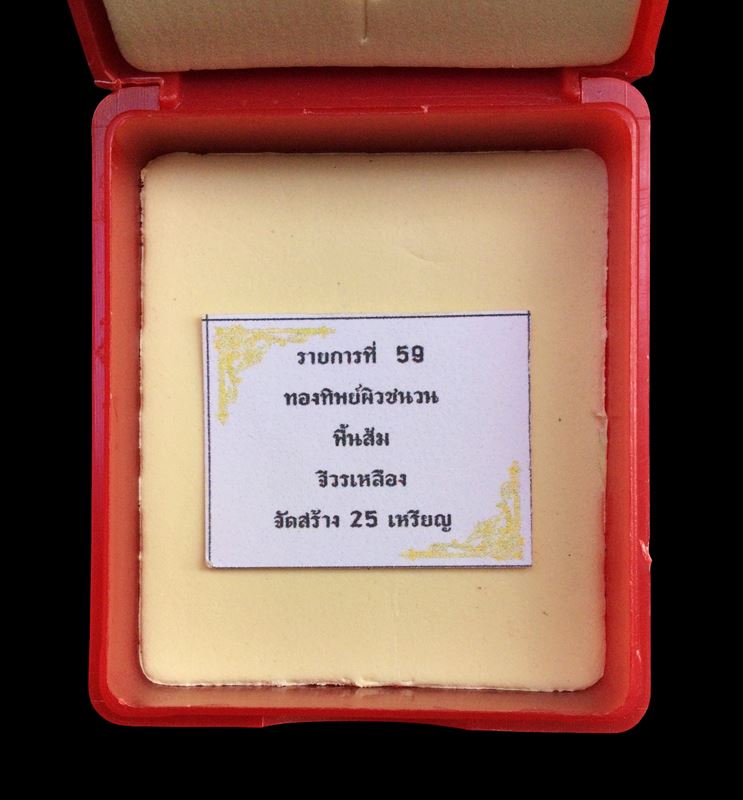 รายการที่ 59
ทองทิพย์ผิวชนวน
พื้นส้ม
จีวรเหลือง
จัดสร้าง 25 เหรียญ